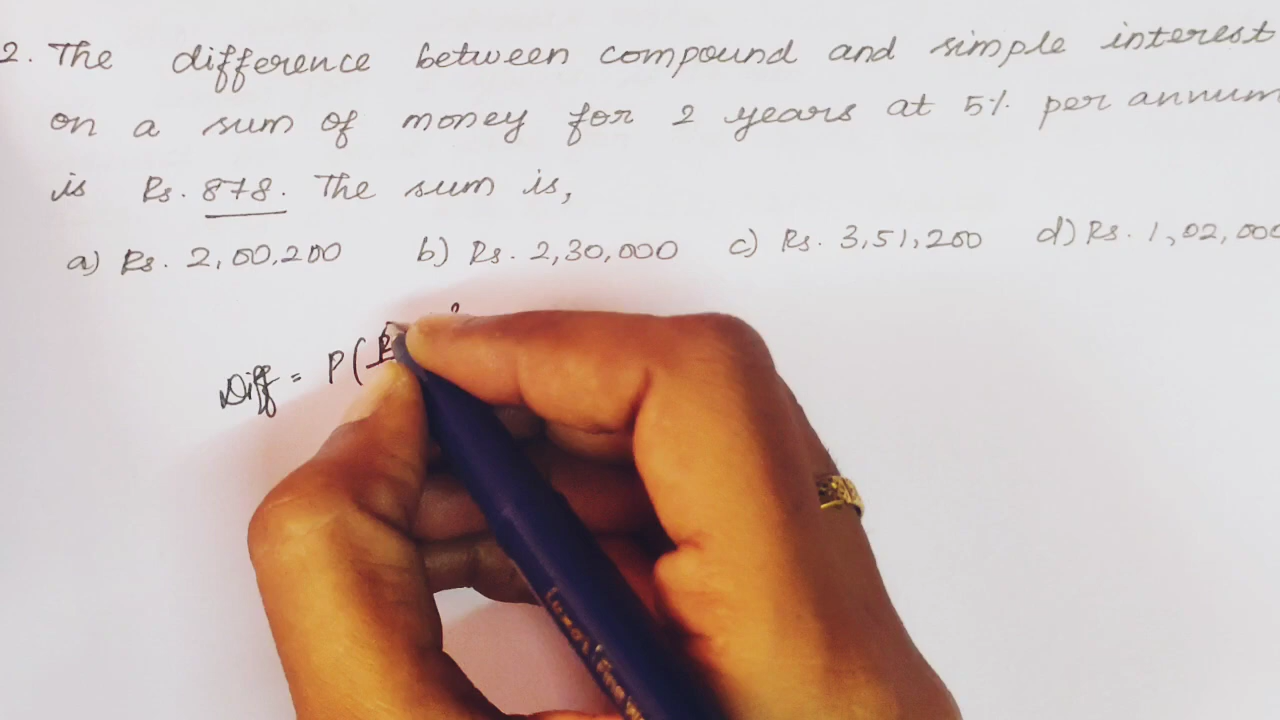 2. The difference between compound and simple interest
on a sum of money for 2 years at 5% per annum
is Rs. 878. The sum is,
a) Rs. 2,00,200 b) Rs. 2,30,000 c) Rs. 3,51,200 d) Rs. 1,02,000
Diff = P(R
Luxor